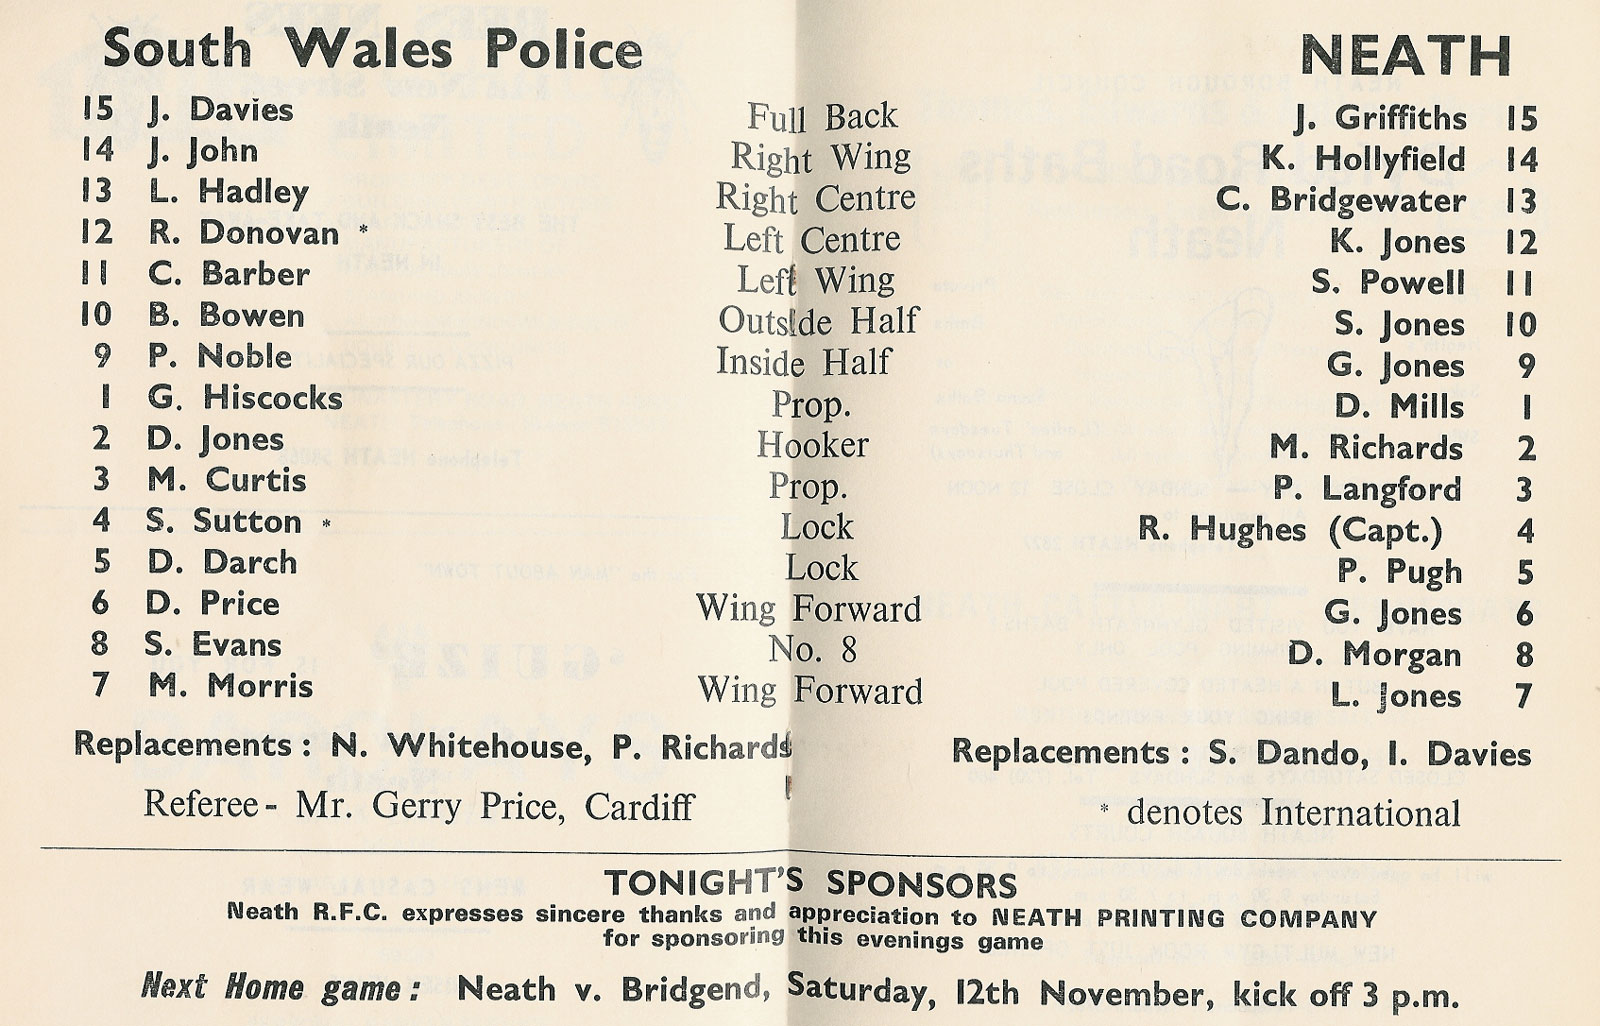 South Wales Police NEATH
15 J. Davies Full Back J. Griffiths 15
14 J. John Right Wing K. Hollyfield 14
13 L. Hadley Right Centre C. Bridgewater 13
12 R. Donovan * Left Centre K. Jones 12
11 C. Barber Left Wing S. Powell 11
10 B. Bowen Outside Half S. Jones 10
9 P. Noble Inside Half G. Jones 9
1 G. Hiscocks Prop. D. Mills 1
2 D. Jones Hooker M. Richards 2
3 M. Curtis Prop. P. Langford 3
4 S. Sutton * Lock R. Hughes (Capt.) 4
5 D. Darch Lock P. Pugh 5
6 D. Price Wing Forward G. Jones 6
8 S. Evans No. 8 D. Morgan 8
7 M. Morris Wing Forward L. Jones 7
Replacements : N. Whitehouse, P. Richards Replacements : S. Dando, I. Davies
Referee - Mr. Gerry Price, Cardiff * denotes International
TONIGHT'S SPONSORS
Neath R.F.C. expresses sincere thanks and appreciation to NEATH PRINTING COMPANY
for sponsoring this evenings game
Next Home game : Neath v. Bridgend, Saturday, 12th November, kick off 3 p.m.